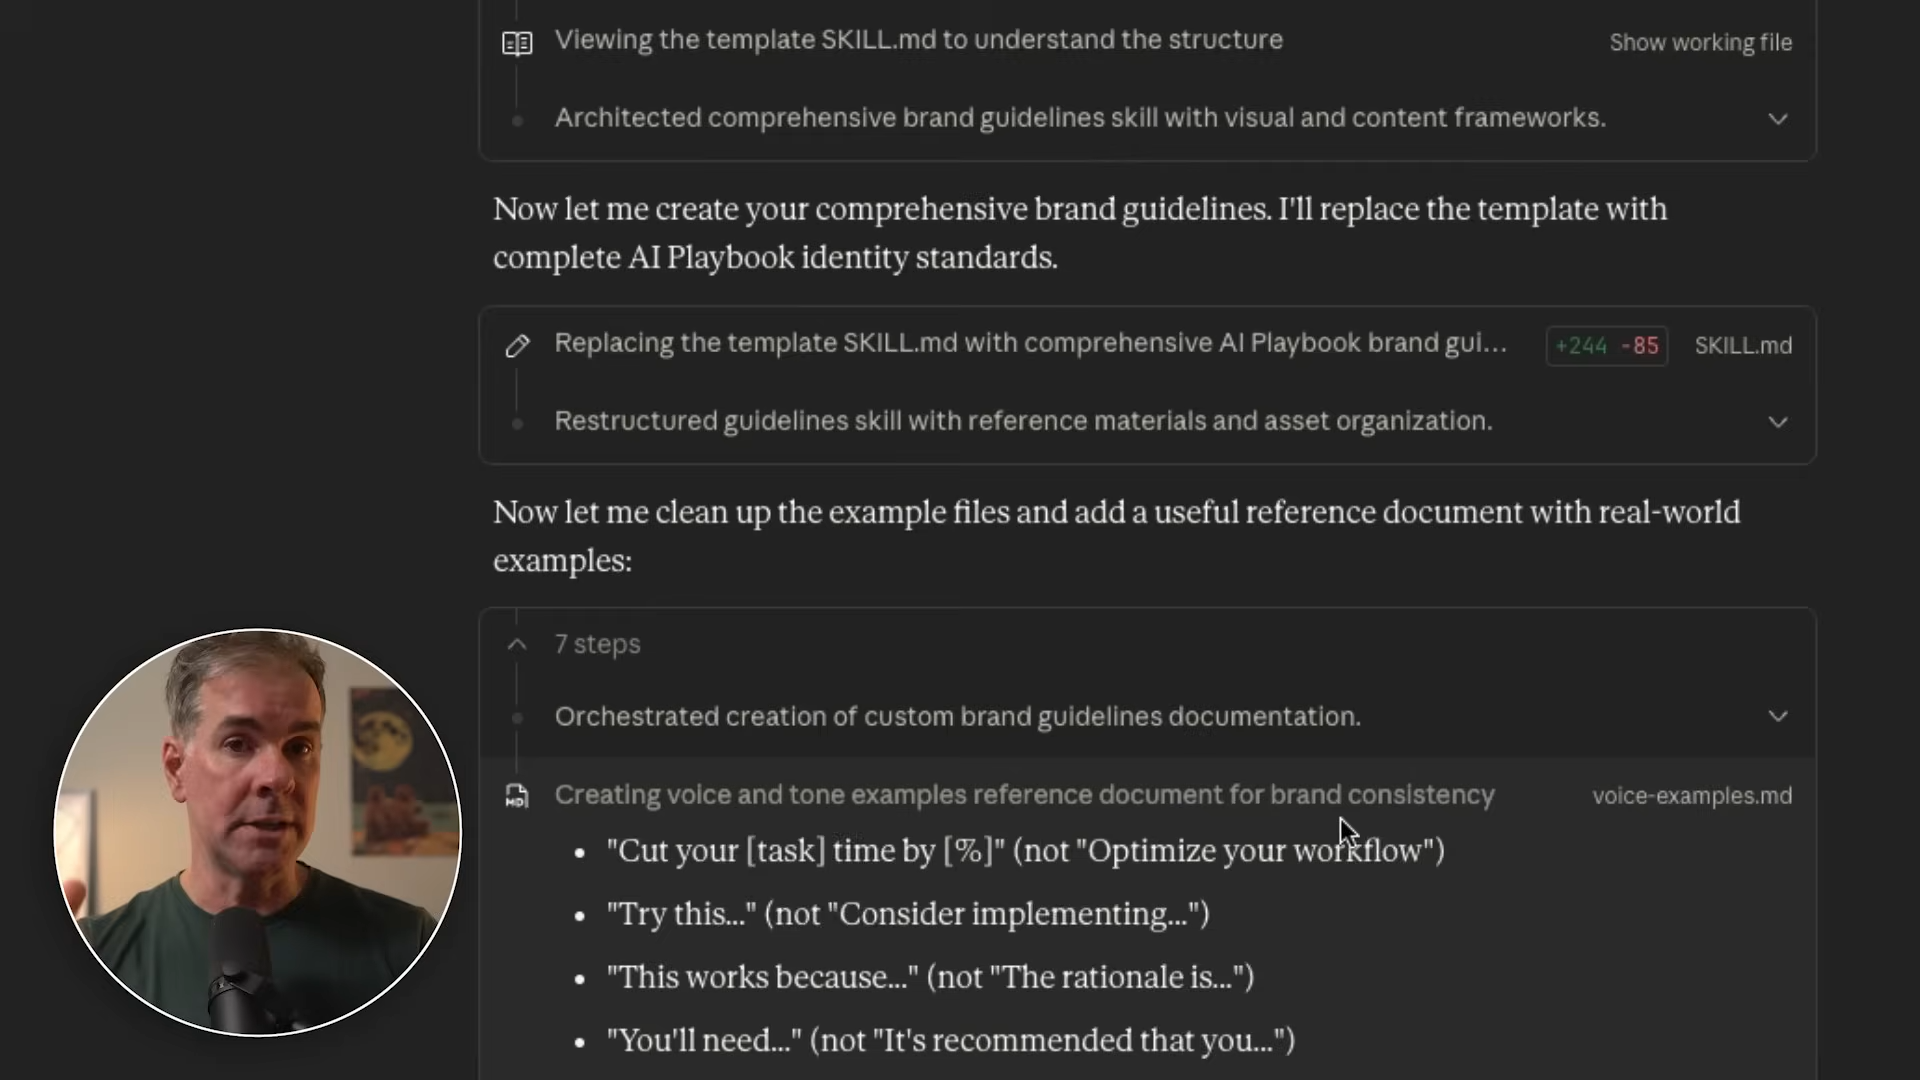 Viewing the template SKILL.md to understand the structure
Show working file
Architected comprehensive brand guidelines skill with visual and content frameworks.
Now let me create your comprehensive brand guidelines. I'll replace the template with
complete AI Playbook identity standards.
Replacing the template SKILL.md with comprehensive AI Playbook brand gui...
+244 -85
SKILL.md
Restructured guidelines skill with reference materials and asset organization.
Now let me clean up the example files and add a useful reference document with real-world
examples:
7 steps
Orchestrated creation of custom brand guidelines documentation.
MD
Creating voice and tone examples reference document for brand consistency
voice-examples.md
• "Cut your [task] time by [%]" (not "Optimize your workflow")
• "Try this..." (not "Consider implementing...")
• "This works because..." (not "The rationale is...")
• "You'll need..." (not "It's recommended that you...")